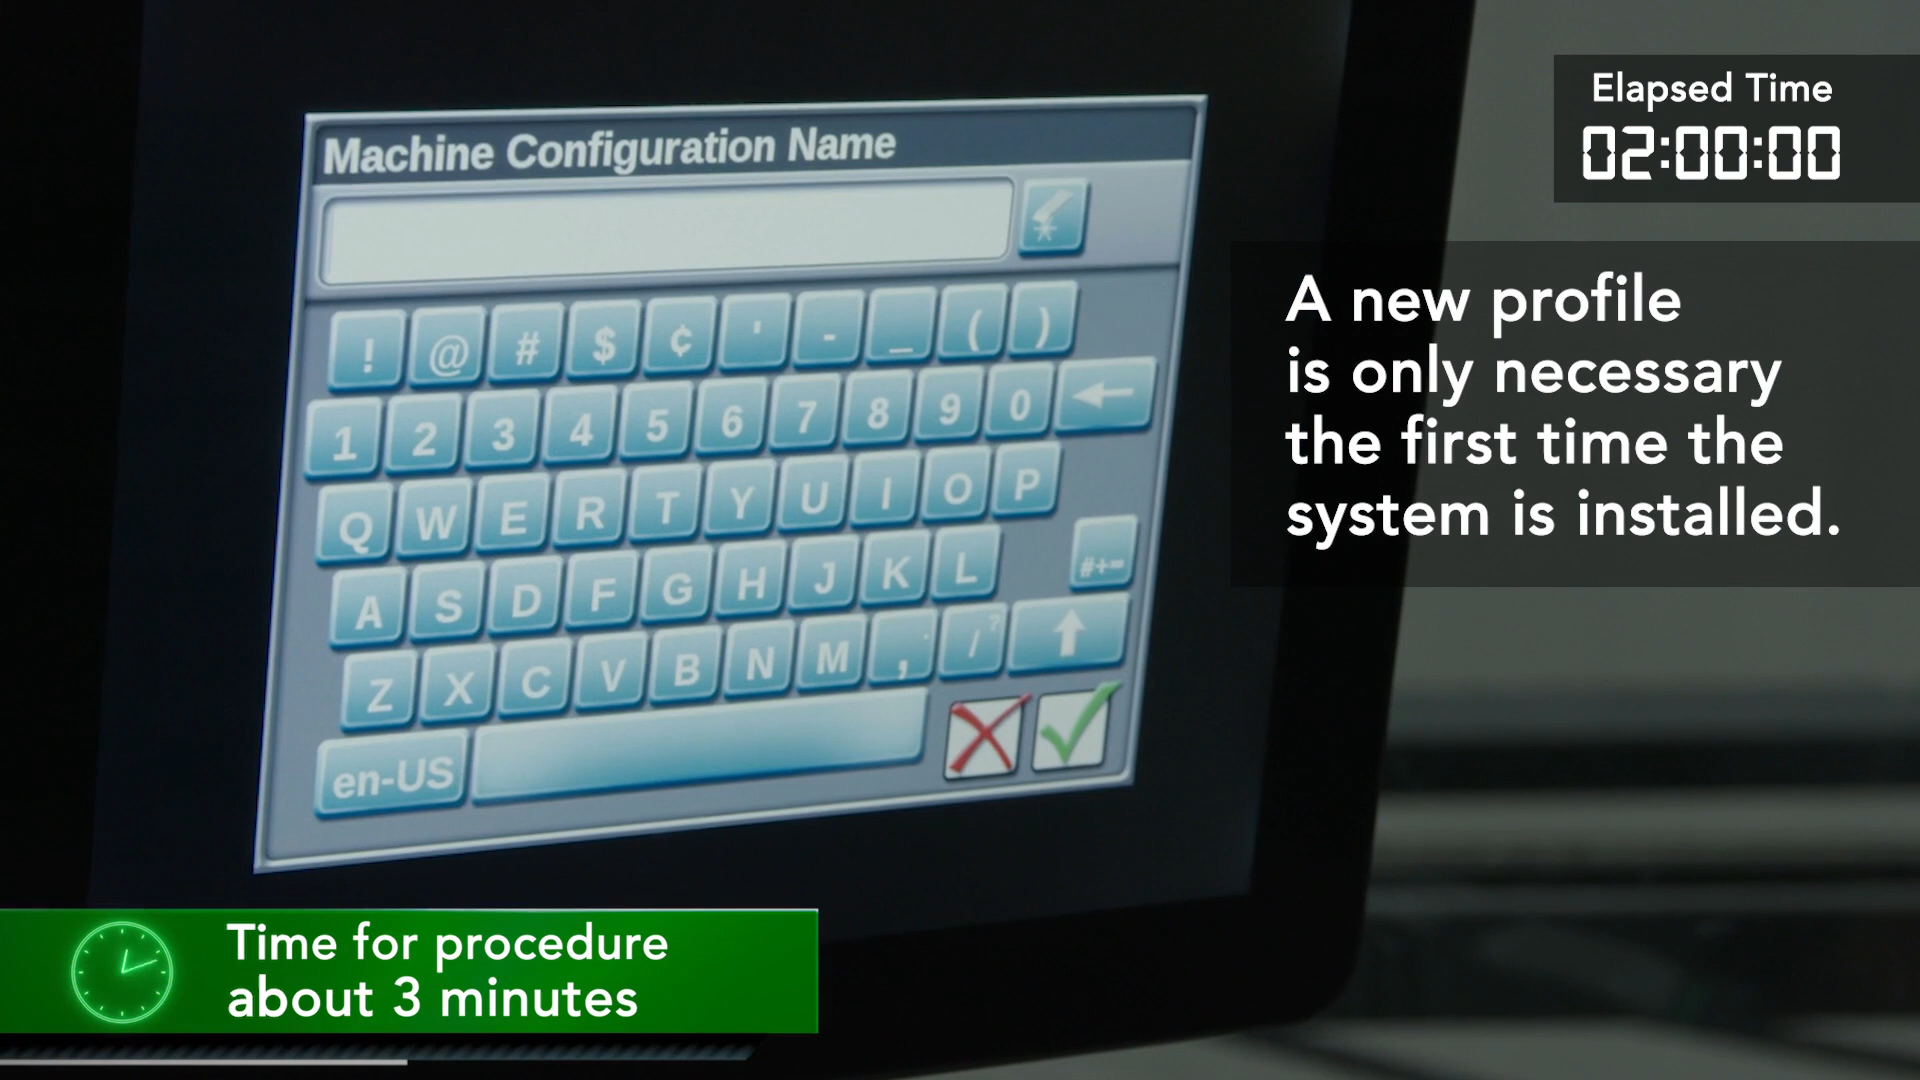 Elapsed Time
02:00:00
Machine Configuration Name
A new profile
is only necessary
the first time the
system is installed.
! @ # $ ¢ ' - _ ( )
1 2 3 4 5 6 7 8 9 0
Q W E R T Y U I O P
A S D F G H J K L #+=
Z X C V B N M , . / ?
en-US
Time for procedure
about 3 minutes